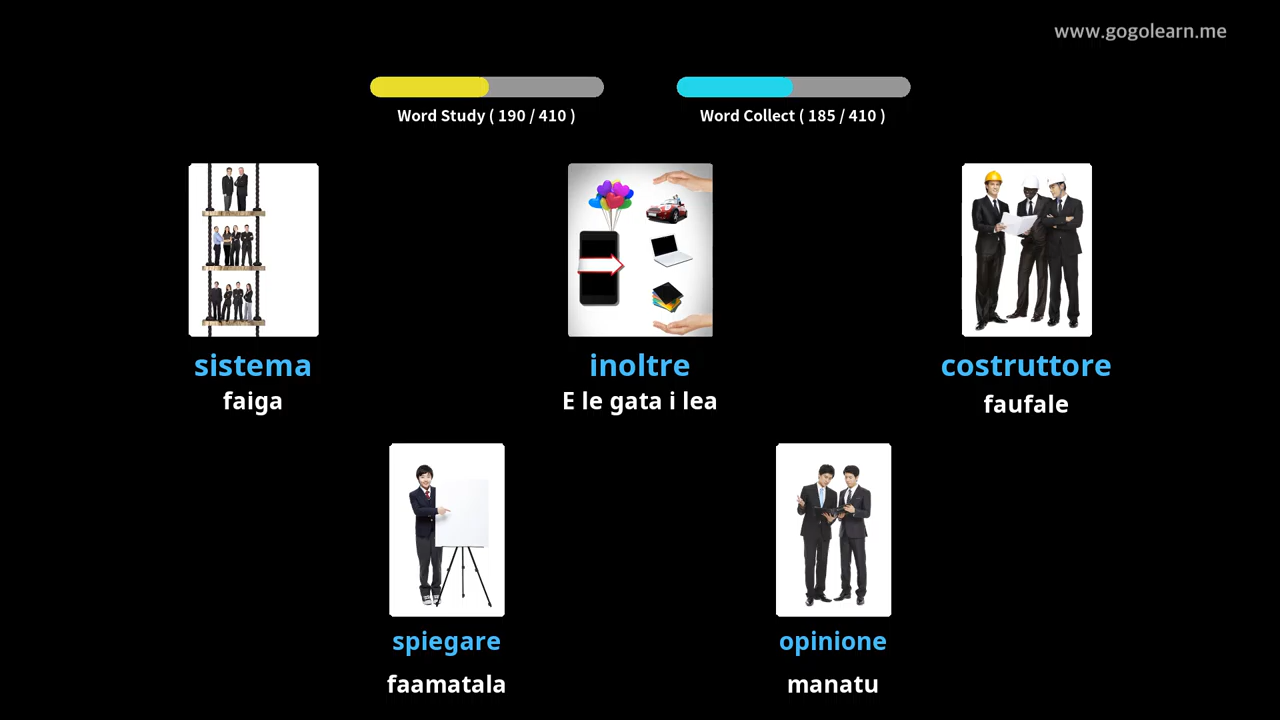 www.gogolearn.me
Word Study ( 190 / 410 )
Word Collect ( 185 / 410 )
sistema
faiga
inoltre
E le gata i lea
costruttore
faufale
spiegare
faamatala
opinione
manatu